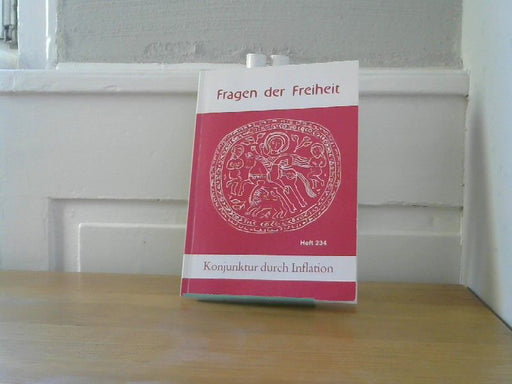 Fragen der Freiheit
Heft 234
Konjunktur durch Inflation